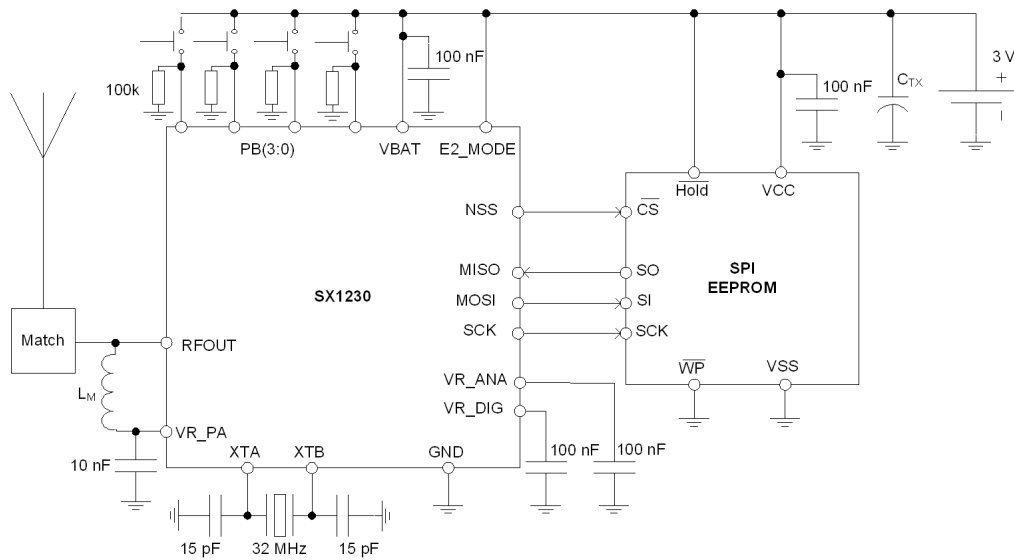 100 nF
3 V
+
100k
100 nF
C_TX
PB(3:0)
VBAT
E2_MODE
Hold
VCC
NSS
CS
MISO
SO
SPI
EEPROM
SX1230
MOSI
SI
SCK
SCK
Match
RFOUT
WP
VSS
VR_ANA
L_M
VR_DIG
VR_PA
XTA
XTB
GND
100 nF
100 nF
10 nF
15 pF
32 MHz
15 pF